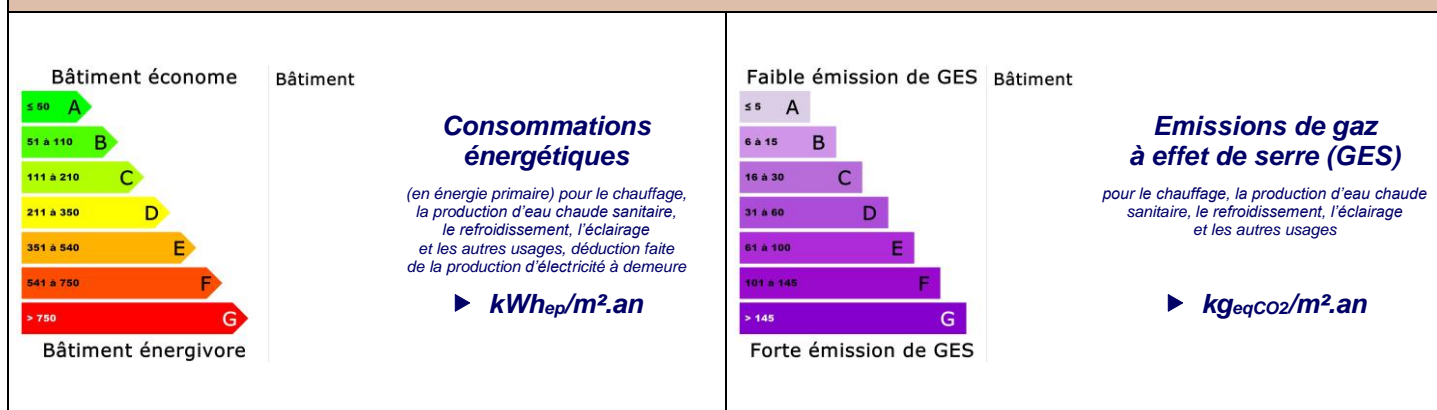 Bâtiment économe
Bâtiment
≤ 50 A
51 à 110 B
111 à 210 C
211 à 350 D
351 à 540 E
541 à 750 F
> 750 G
Bâtiment énergivore
Consommations
énergétiques
(en énergie primaire) pour le chauffage,
la production d'eau chaude sanitaire,
le refroidissement, l'éclairage
et les autres usages, déduction faite
de la production d'électricité à demeure
► kWhep/m².an
Faible émission de GES
Bâtiment
≤ 5 A
6 à 15 B
16 à 30 C
31 à 60 D
61 à 100 E
101 à 145 F
> 145 G
Forte émission de GES
Emissions de gaz
à effet de serre (GES)
pour le chauffage, la production d'eau chaude
sanitaire, le refroidissement, l'éclairage
et les autres usages
► kgeqCO2/m².an